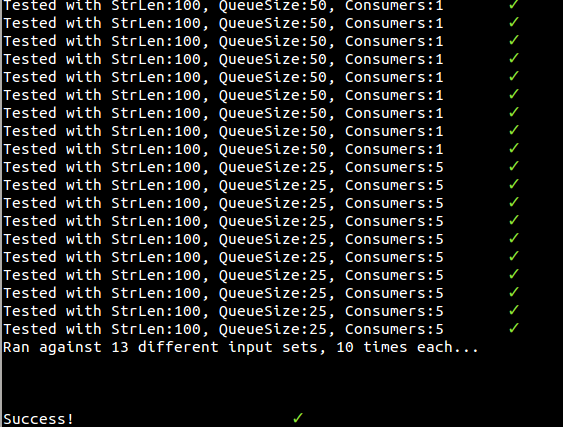 Tested with StrLen:100, QueueSize:50, Consumers:1 ✓
Tested with StrLen:100, QueueSize:50, Consumers:1 ✓
Tested with StrLen:100, QueueSize:50, Consumers:1 ✓
Tested with StrLen:100, QueueSize:50, Consumers:1 ✓
Tested with StrLen:100, QueueSize:50, Consumers:1 ✓
Tested with StrLen:100, QueueSize:50, Consumers:1 ✓
Tested with StrLen:100, QueueSize:50, Consumers:1 ✓
Tested with StrLen:100, QueueSize:50, Consumers:1 ✓
Tested with StrLen:100, QueueSize:50, Consumers:1 ✓
Tested with StrLen:100, QueueSize:25, Consumers:5 ✓
Tested with StrLen:100, QueueSize:25, Consumers:5 ✓
Tested with StrLen:100, QueueSize:25, Consumers:5 ✓
Tested with StrLen:100, QueueSize:25, Consumers:5 ✓
Tested with StrLen:100, QueueSize:25, Consumers:5 ✓
Tested with StrLen:100, QueueSize:25, Consumers:5 ✓
Tested with StrLen:100, QueueSize:25, Consumers:5 ✓
Tested with StrLen:100, QueueSize:25, Consumers:5 ✓
Tested with StrLen:100, QueueSize:25, Consumers:5 ✓
Tested with StrLen:100, QueueSize:25, Consumers:5 ✓
Ran against 13 different input sets, 10 times each...
Success! ✓